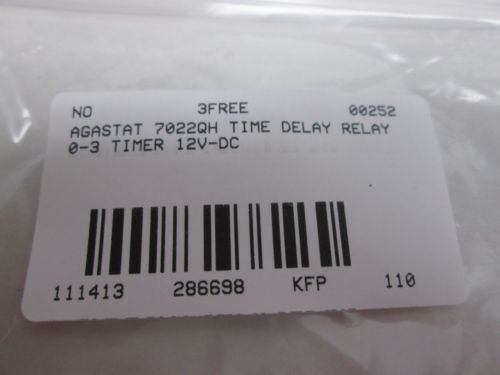 NO 3FREE 00252
AGASTAT 7022QH TIME DELAY RELAY
0-3 TIMER 12V-DC
111413 286698 KFP 110